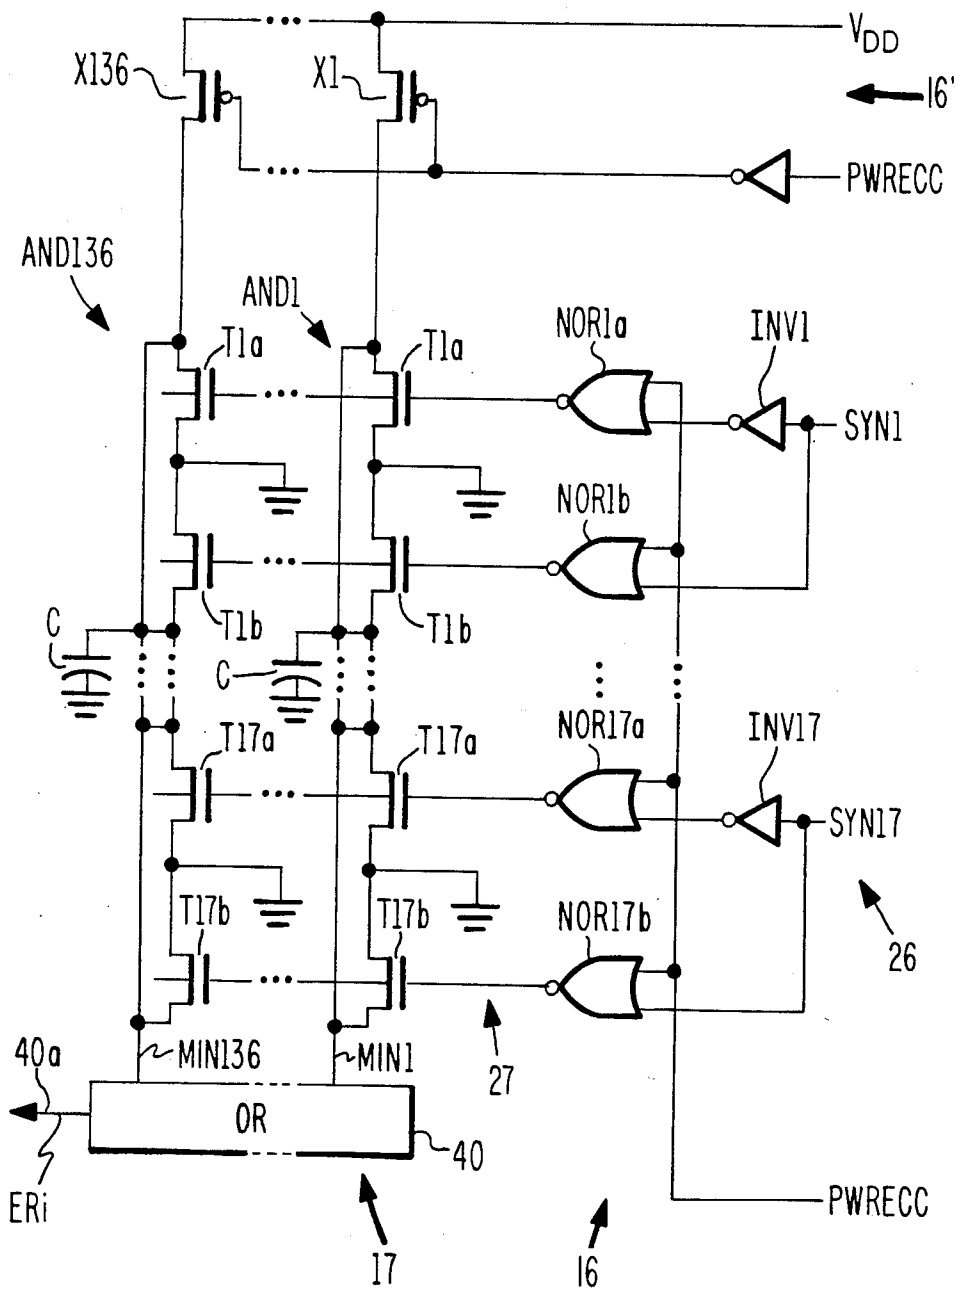 VDD
X136
X1
16'
PWRECC
AND136
AND1
T1a
T1a
NOR1a
INV1
SYN1
NOR1b
T1b
T1b
C
C
T17a
T17a
NOR17a
INV17
SYN17
T17b
T17b
NOR17b
26
40a
MIN136
MIN1
27
OR
40
ERi
PWRECC
17
16